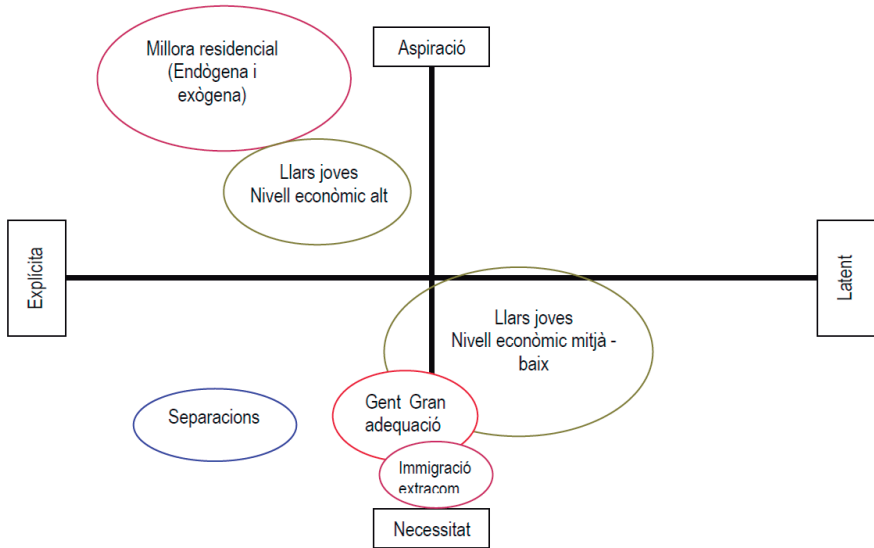 Millora residencial
(Endògena i
exògena)
Aspiració
Llars joves
Nivell econòmic alt
Explícita
Latent
Llars joves
Nivell econòmic mitjà -
baix
Separacions
Gent Gran
adequació
Immigració
extracom
Necessitat